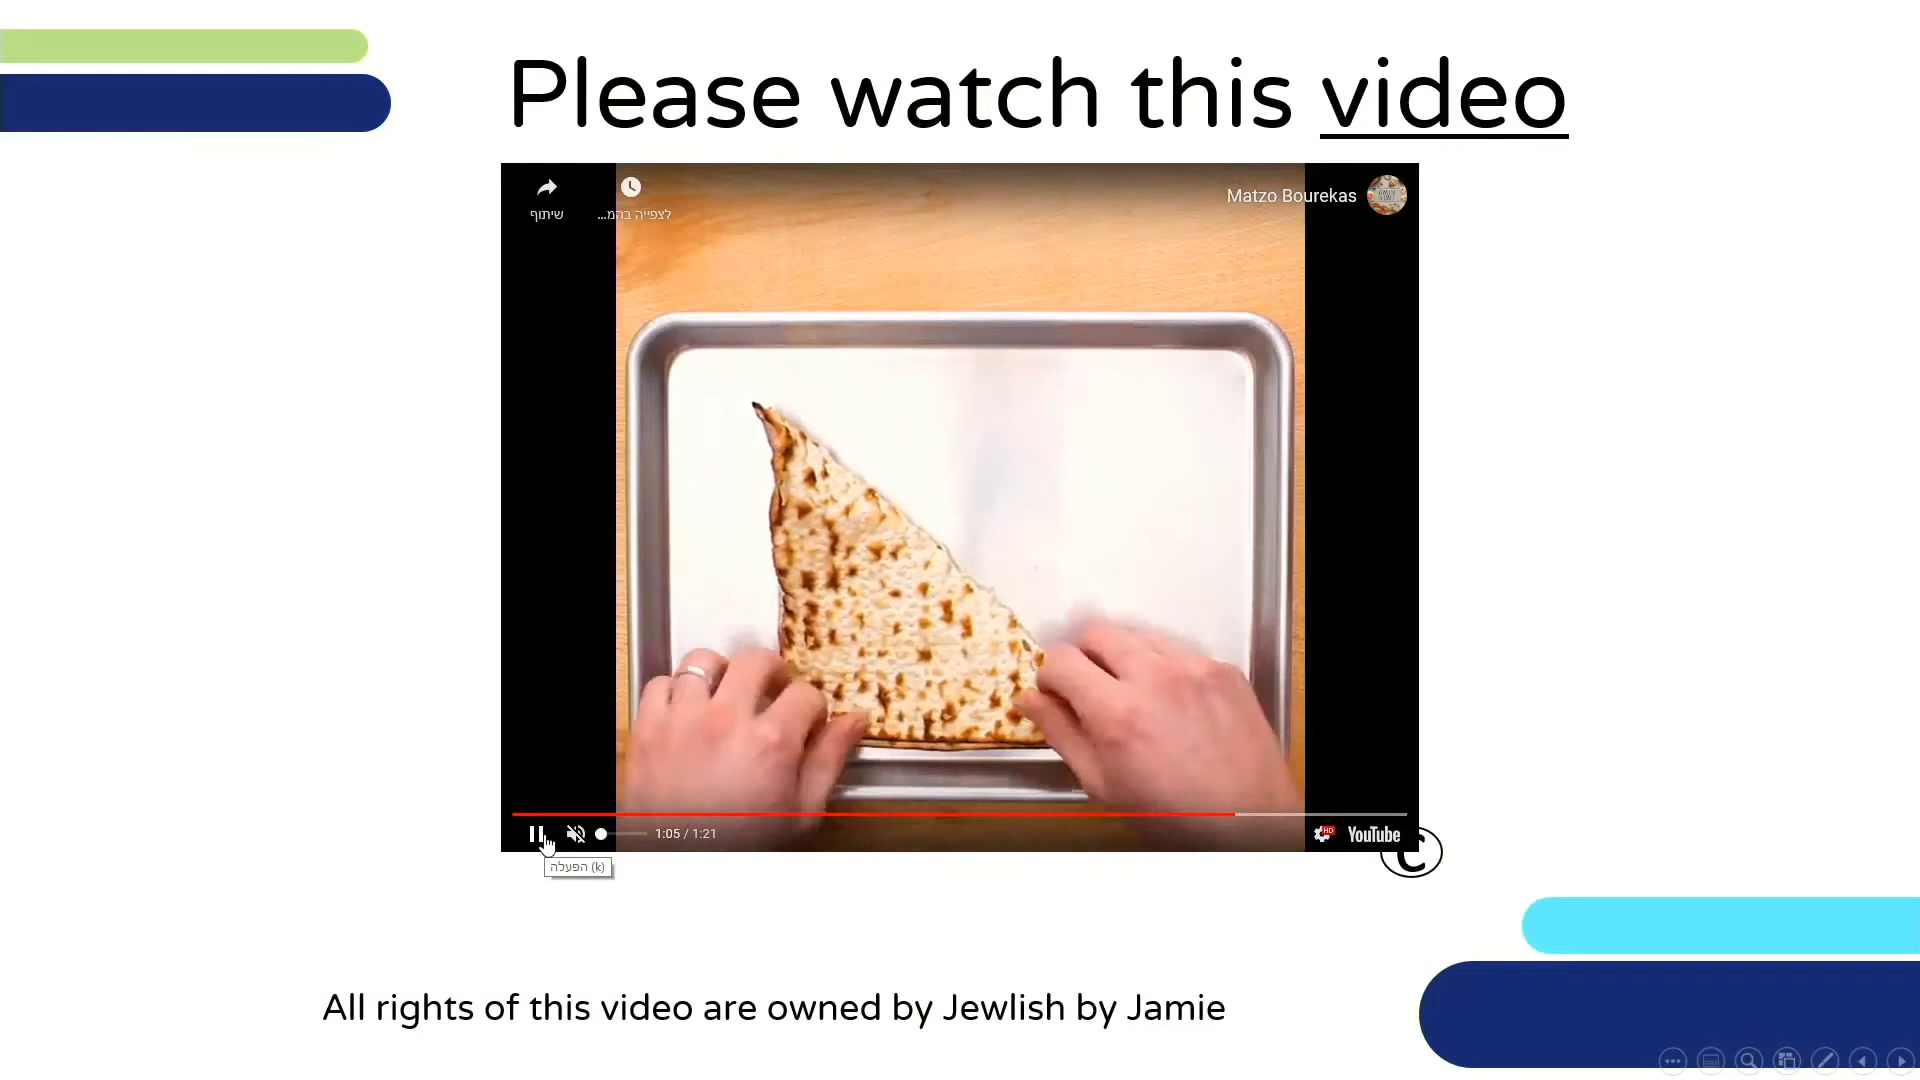 Please watch this video
שיתוף
לצפייה בהמ...
Matzo Bourekas
1:05 / 1:21
HD
YouTube
©
הפעלה (k)
All rights of this video are owned by Jewlish by Jamie